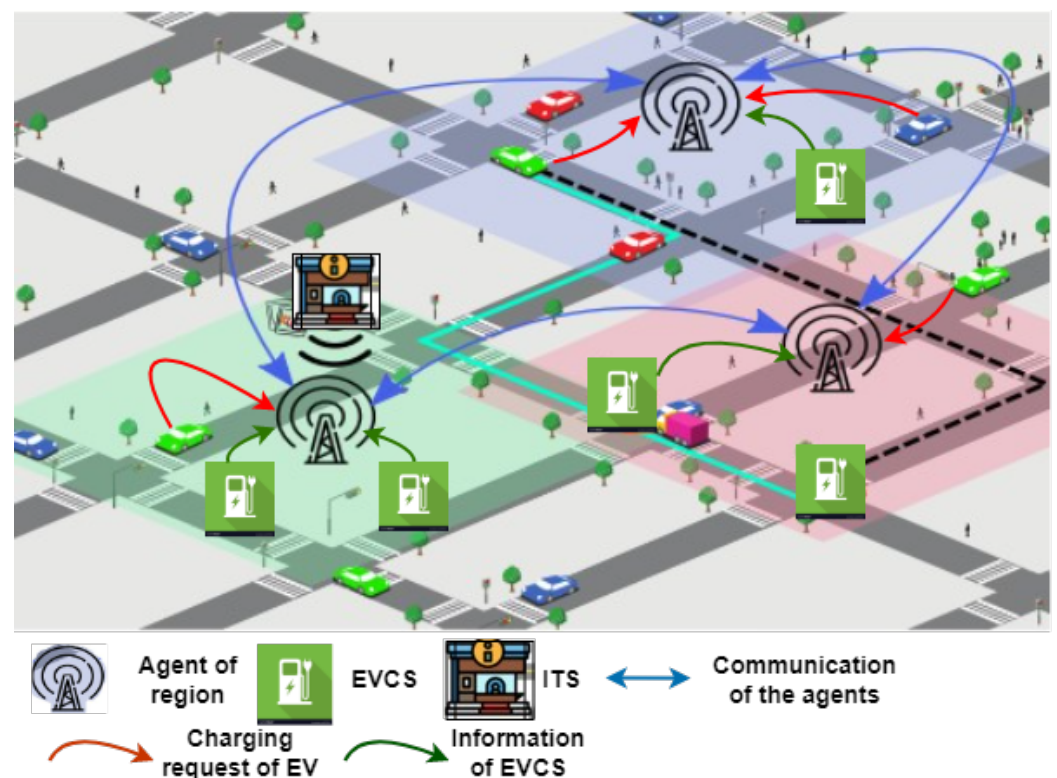 Agent of
region
EVCS
ITS
Communication
of the agents
Charging
request of EV
Information
of EVCS